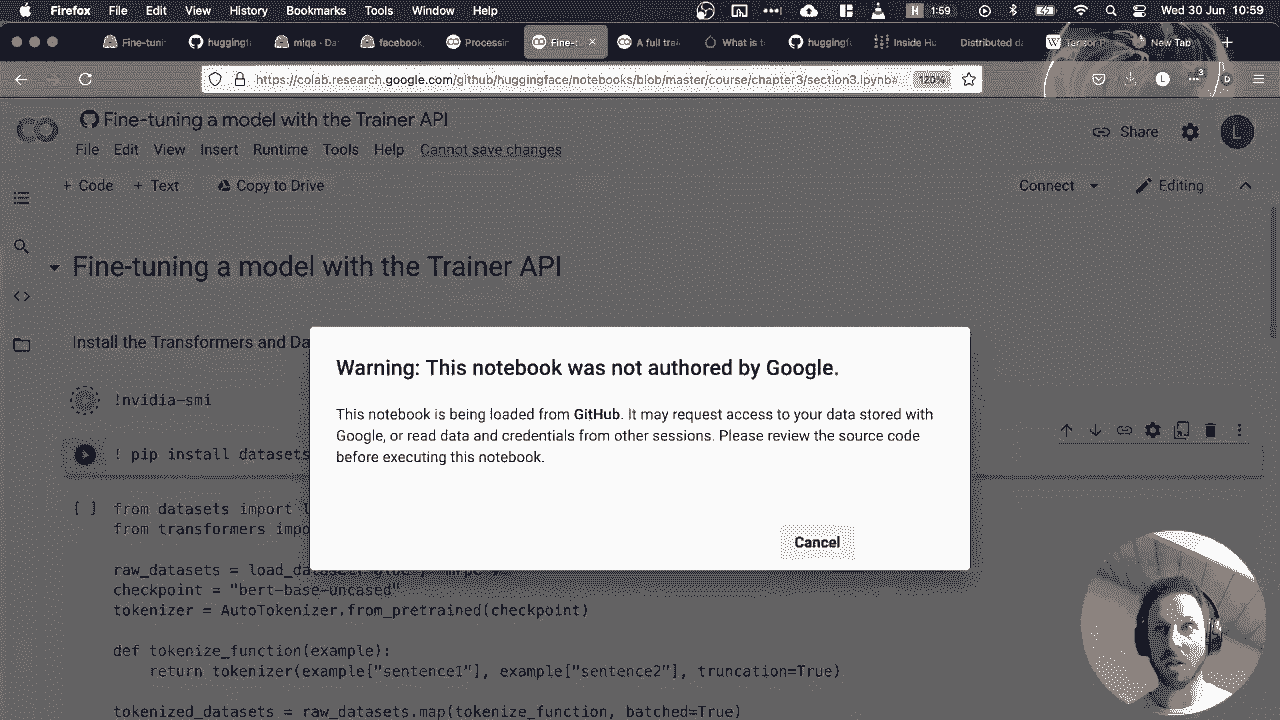 Firefox File Edit View History Bookmarks Tools Window Help H 1:59 Wed 30 Jun 10:59
Fine-tuni huggingf mlqa · Da facebook, Processin Fine-tu × A full trai What is t huggingf Inside Hu Distributed da New Tab +
https://colab.research.google.com/github/huggingface/notebooks/blob/master/course/chapter3/section3.ipynb# 120% L 3 D
Fine-tuning a model with the Trainer API
File Edit View Insert Runtime Tools Help Cannot save changes Share L
+ Code + Text Copy to Drive Connect Editing
Fine-tuning a model with the Trainer API
Install the Transformers and Da
!nvidia-smi
! pip install datasets
[ ] from datasets import l
from transformers impo
raw_datasets = load_da
checkpoint = "bert-base-uncased"
tokenizer = AutoTokenizer.from_pretrained(checkpoint)
def tokenize_function(example):
return tokenizer(example["sentence1"], example["sentence2"], truncation=True)
tokenized_datasets = raw_datasets.map(tokenize_function, batched=True)
Warning: This notebook was not authored by Google.
This notebook is being loaded from GitHub. It may request access to your data stored with
Google, or read data and credentials from other sessions. Please review the source code
before executing this notebook.
Cancel